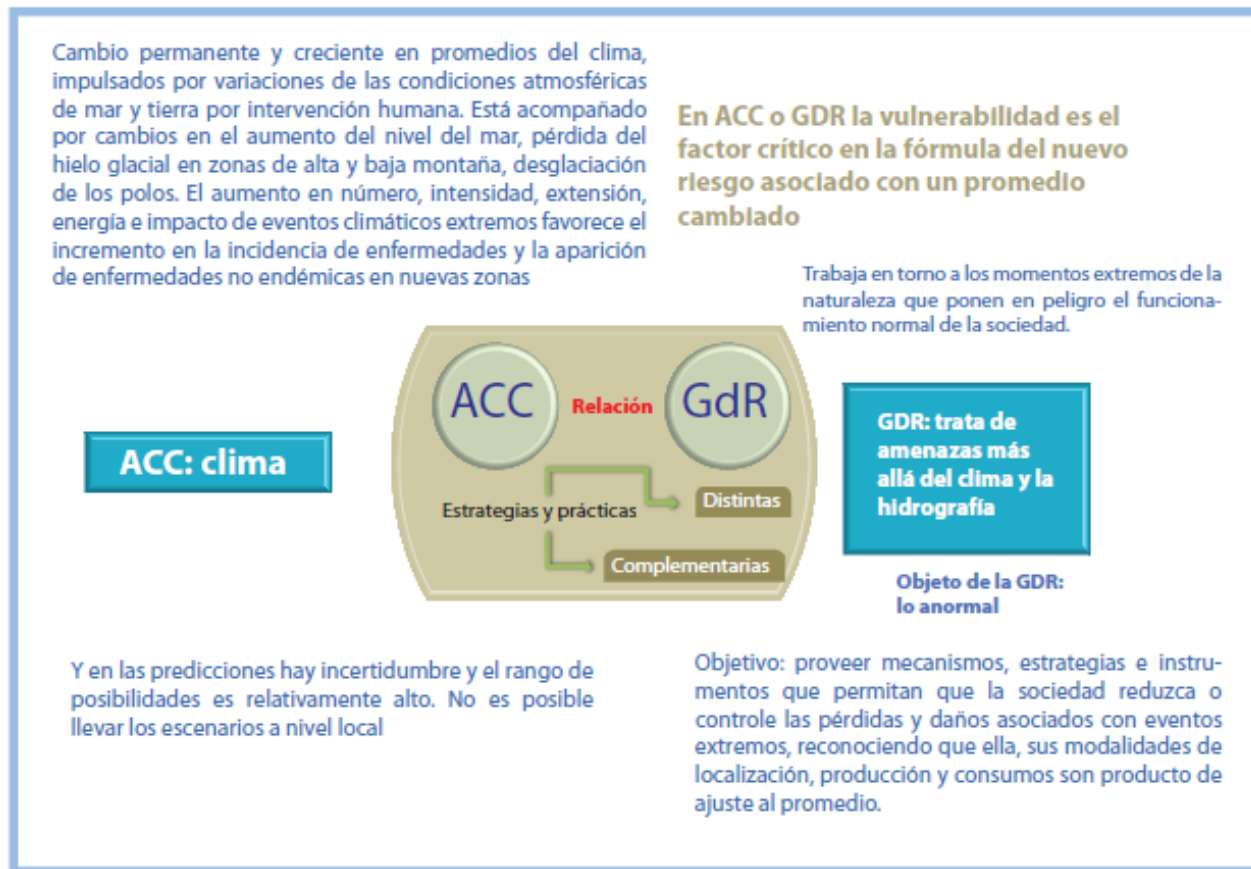 Cambio permanente y creciente en promedios del clima,
impulsados por variaciones de las condiciones atmosféricas
de mar y tierra por intervención humana. Está acompañado
por cambios en el aumento del nivel del mar, pérdida del
hielo glacial en zonas de alta y baja montaña, desglaciación
de los polos. El aumento en número, intensidad, extensión,
energía e impacto de eventos climáticos extremos favorece el
incremento en la incidencia de enfermedades y la aparición
de enfermedades no endémicas en nuevas zonas
En ACC o GDR la vulnerabilidad es el
factor crítico en la fórmula del nuevo
riesgo asociado con un promedio
cambiado
Trabaja en torno a los momentos extremos de la
naturaleza que ponen en peligro el funciona-
miento normal de la sociedad.
ACC: clima
ACC
Relación
GdR
Estrategias y prácticas
Distintas
Complementarias
GDR: trata de
amenazas más
allá del clima y la
hidrografía
Objeto de la GDR:
lo anormal
Y en las predicciones hay incertidumbre y el rango de
posibilidades es relativamente alto. No es posible
llevar los escenarios a nivel local
Objetivo: proveer mecanismos, estrategias e instru-
mentos que permitan que la sociedad reduzca o
controle las pérdidas y daños asociados con eventos
extremos, reconociendo que ella, sus modalidades de
localización, producción y consumos son producto de
ajuste al promedio.